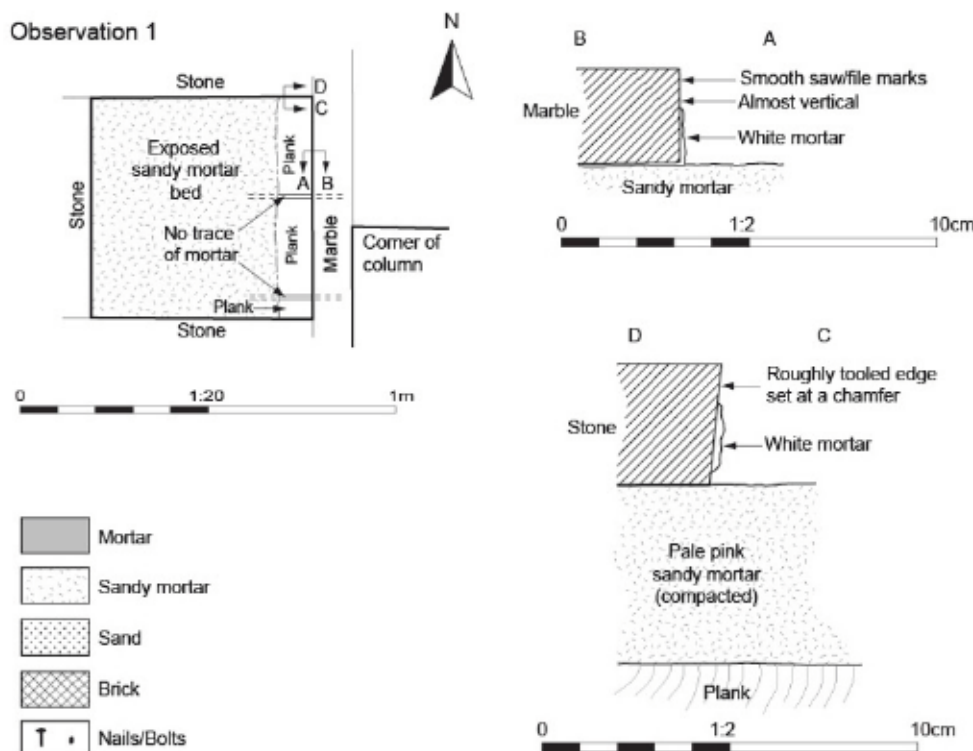 Observation 1
N
Stone
D
C
Exposed
sandy mortar
bed
Plank
A B
Stone
No trace
of mortar
Plank
Marble
Corner of
column
Plank
Stone
0 1:20 1m
Mortar
Sandy mortar
Sand
Brick
Nails/Bolts
B A
Smooth saw/file marks
Marble
Almost vertical
White mortar
Sandy mortar
0 1:2 10cm
D C
Roughly tooled edge
set at a chamfer
Stone
White mortar
Pale pink
sandy mortar
(compacted)
Plank
0 1:2 10cm